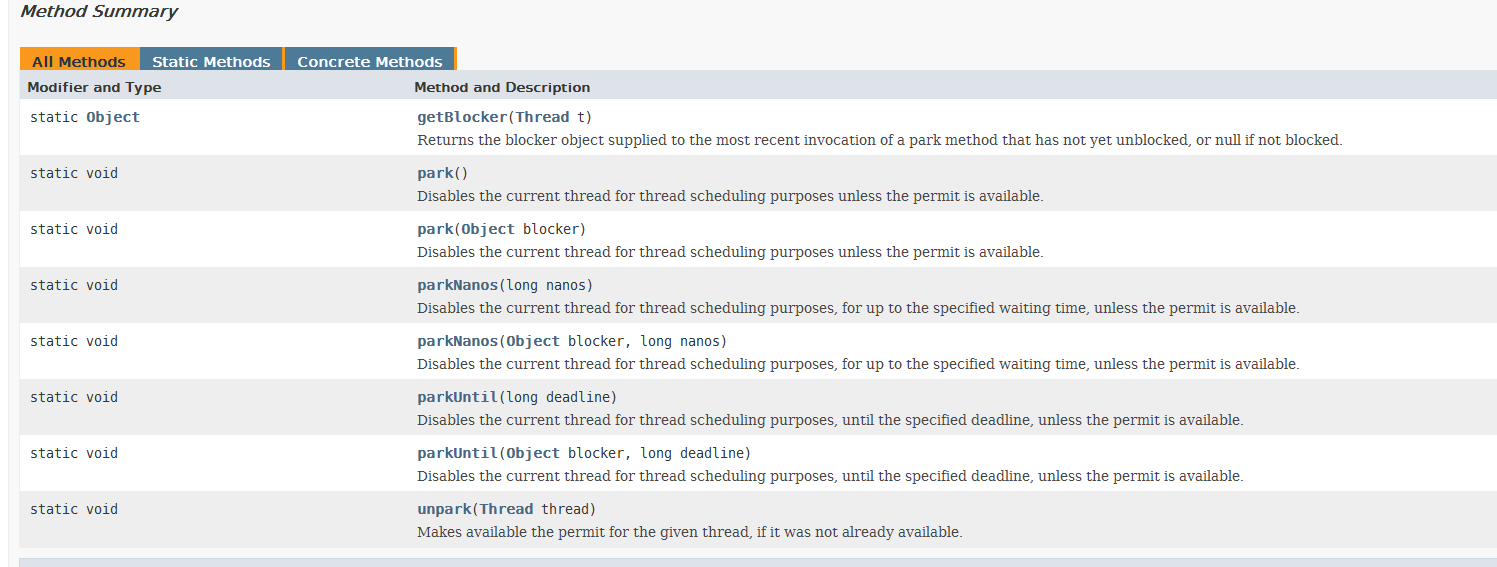 Method Summary
All Methods Static Methods Concrete Methods
Modifier and Type Method and Description
static Object getBlocker(Thread t)
Returns the blocker object supplied to the most recent invocation of a park method that has not yet unblocked, or null if not blocked.
static void park()
Disables the current thread for thread scheduling purposes unless the permit is available.
static void park(Object blocker)
Disables the current thread for thread scheduling purposes unless the permit is available.
static void parkNanos(long nanos)
Disables the current thread for thread scheduling purposes, for up to the specified waiting time, unless the permit is available.
static void parkNanos(Object blocker, long nanos)
Disables the current thread for thread scheduling purposes, for up to the specified waiting time, unless the permit is available.
static void parkUntil(long deadline)
Disables the current thread for thread scheduling purposes, until the specified deadline, unless the permit is available.
static void parkUntil(Object blocker, long deadline)
Disables the current thread for thread scheduling purposes, until the specified deadline, unless the permit is available.
static void unpark(Thread thread)
Makes available the permit for the given thread, if it was not already available.